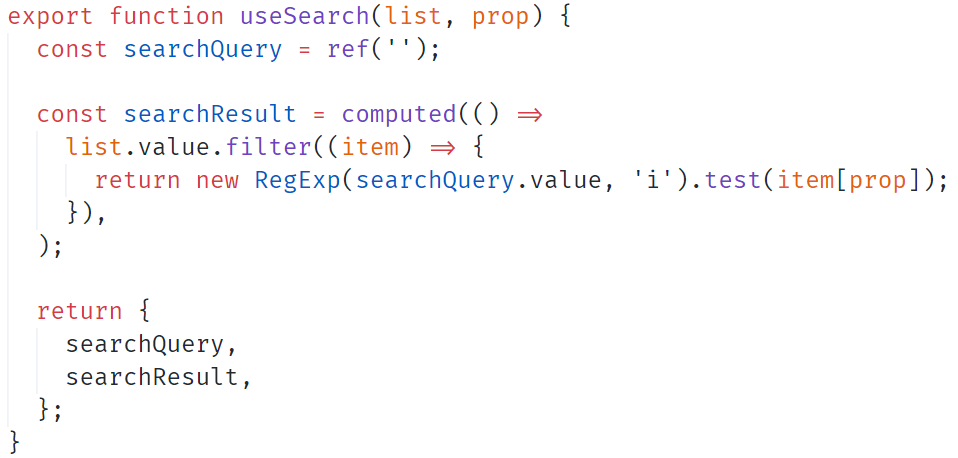 export function useSearch(list, prop) {
  const searchQuery = ref('');

  const searchResult = computed(() =>
    list.value.filter((item) => {
      return new RegExp(searchQuery.value, 'i').test(item[prop]);
    }),
  );

  return {
    searchQuery,
    searchResult,
  };
}